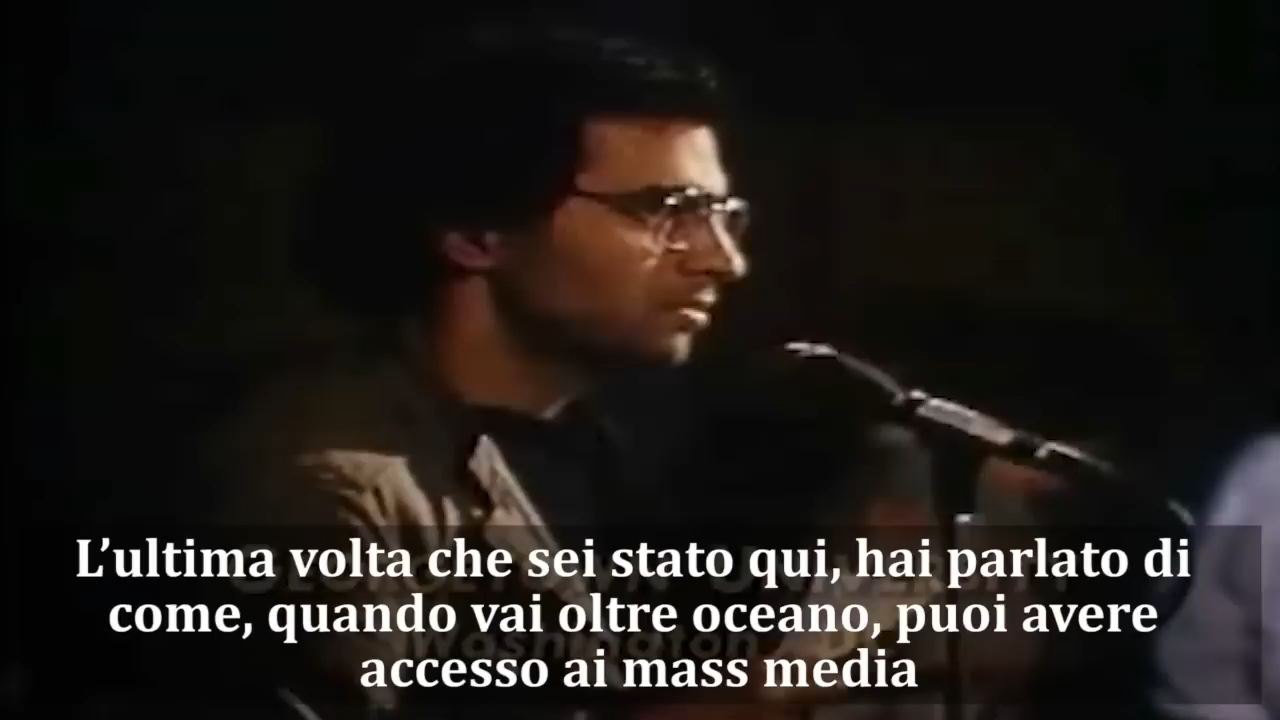 L’ultima volta che sei stato qui, hai parlato di
come, quando vai oltre oceano, puoi avere
accesso ai mass media
Washington